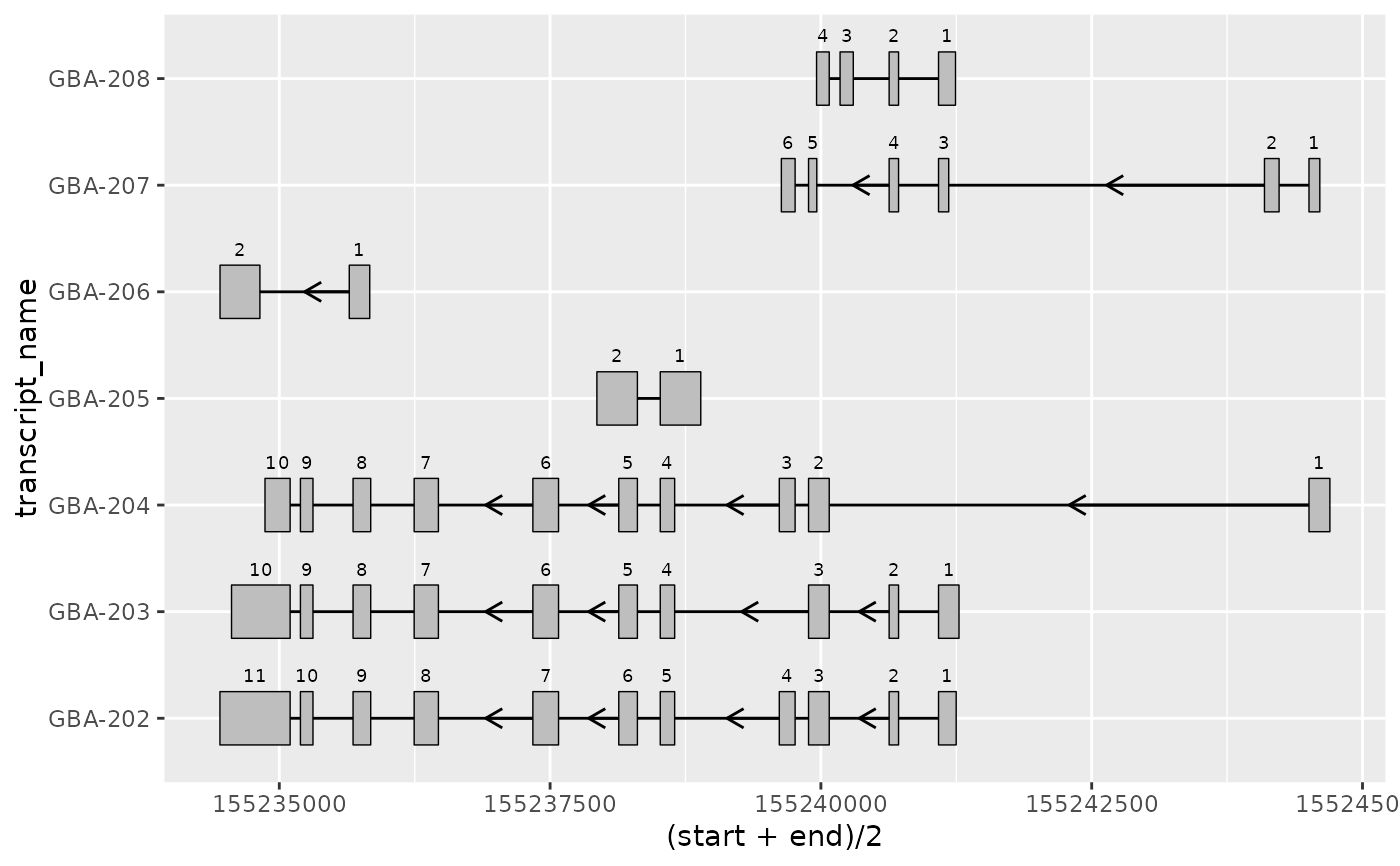 4 3 2 1
GBA-208
6 5 4 3 2 1
GBA-207
2 1
GBA-206
2 1
GBA-205
10 9 8 7 6 5 4 3 2 1
GBA-204
10 9 8 7 6 5 4 3 2 1
GBA-203
11 10 9 8 7 6 5 4 3 2 1
GBA-202
transcript_name
155235000 155237500 155240000 155242500 15524500
(start + end)/2